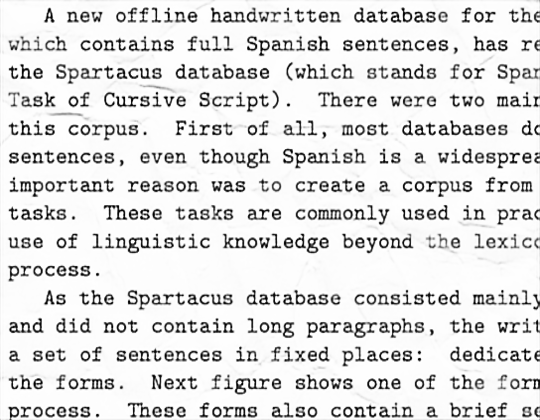 A new offline handwritten database for the
which contains full Spanish sentences, has re
the Spartacus database (which stands for Spar
Task of Cursive Script). There were two main
this corpus. First of all, most databases do
sentences, even though Spanish is a widesprea
important reason was to create a corpus from
tasks. These tasks are commonly used in prac
use of linguistic knowledge beyond the lexico
process.
As the Spartacus database consisted mainly
and did not contain long paragraphs, the writ
a set of sentences in fixed places: dedicate
the forms. Next figure shows one of the form
process. These forms also contain a brief se